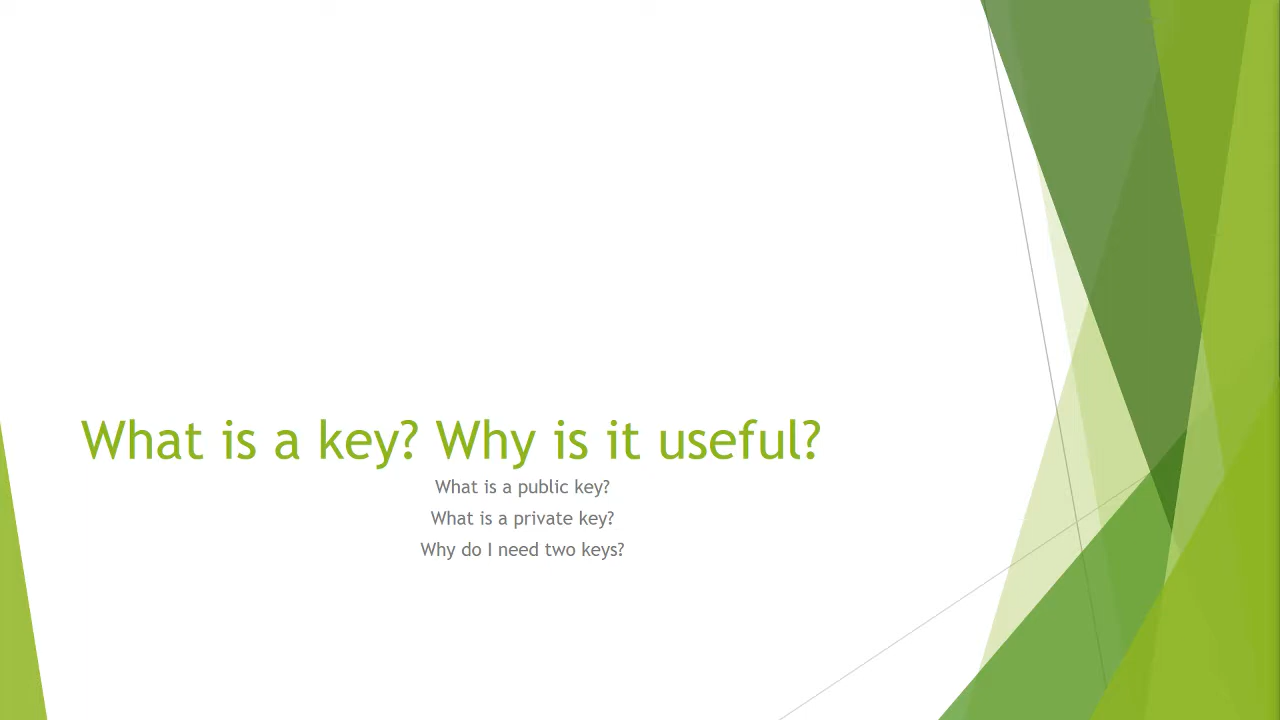 What is a key? Why is it useful?
What is a public key?
What is a private key?
Why do I need two keys?